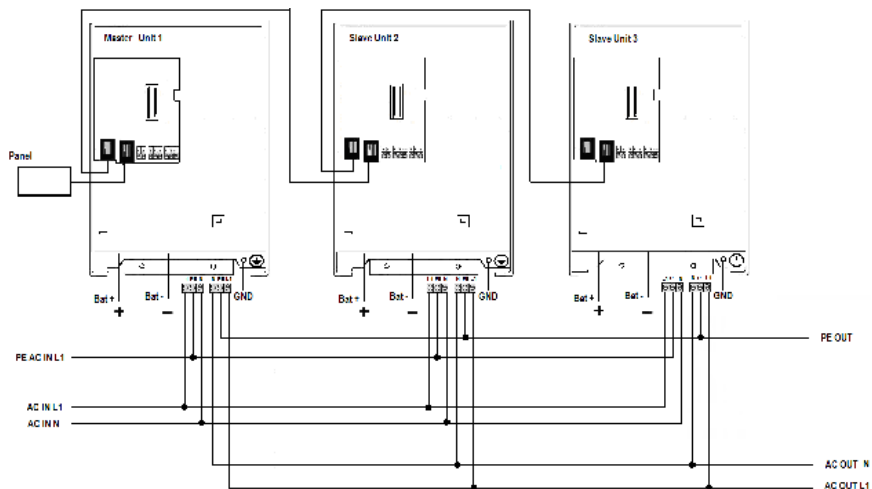 Master Unit 1
Slave Unit 2
Slave Unit 3
Panel
Bat+
Bat-
GND
Bat+
Bat-
GND
Bat+
Bat-
GND
+
−
+
−
+
−
PE OUT
PE AC IN L1
AC IN L1
AC IN N
AC OUT N
AC OUT L1